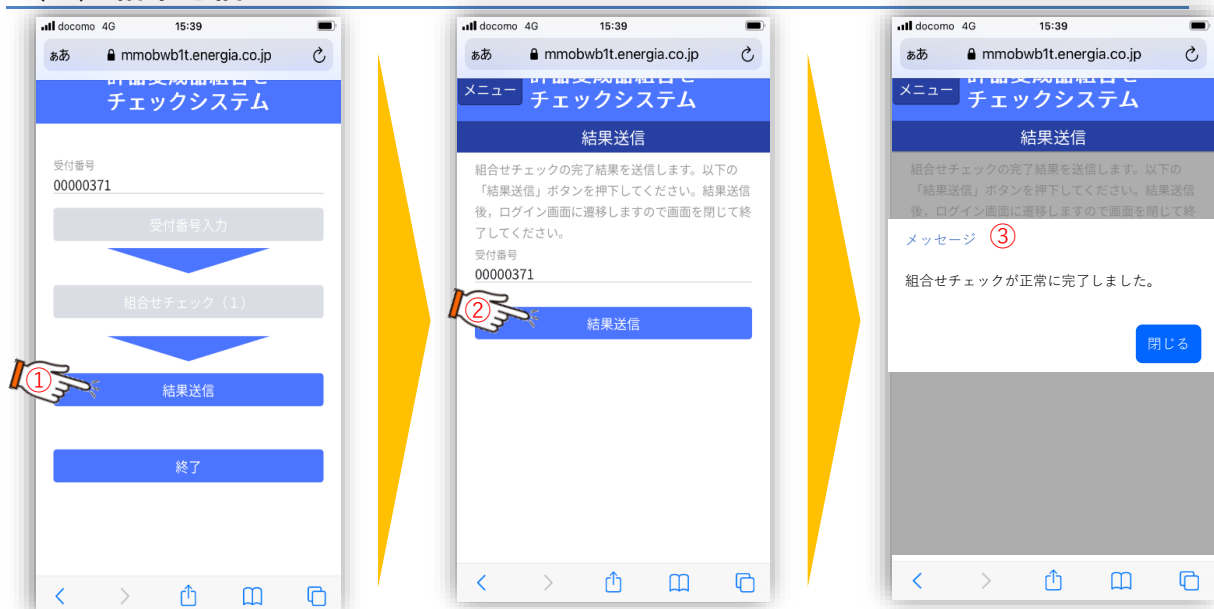 docomo 4G 15:39
ああ mmobwb1t.energia.co.jp
チェックシステム
受付番号
00000371
受付番号入力
組合せチェック（１）
①
結果送信
終了
docomo 4G 15:39
ああ mmobwb1t.energia.co.jp
メニュー
チェックシステム
結果送信
組合せチェックの完了結果を送信します。以下の
「結果送信」ボタンを押下してください。結果送信
後，ログイン画面に遷移しますので画面を閉じて終
了してください。
受付番号
00000371
②
結果送信
docomo 4G 15:39
ああ mmobwb1t.energia.co.jp
メニュー
チェックシステム
結果送信
組合せチェックの完了結果を送信します。以下の
「結果送信」ボタンを押下してください。結果送信
後，ログイン画面に遷移しますので画面を閉じて終
メッセージ ③
組合せチェックが正常に完了しました。
閉じる